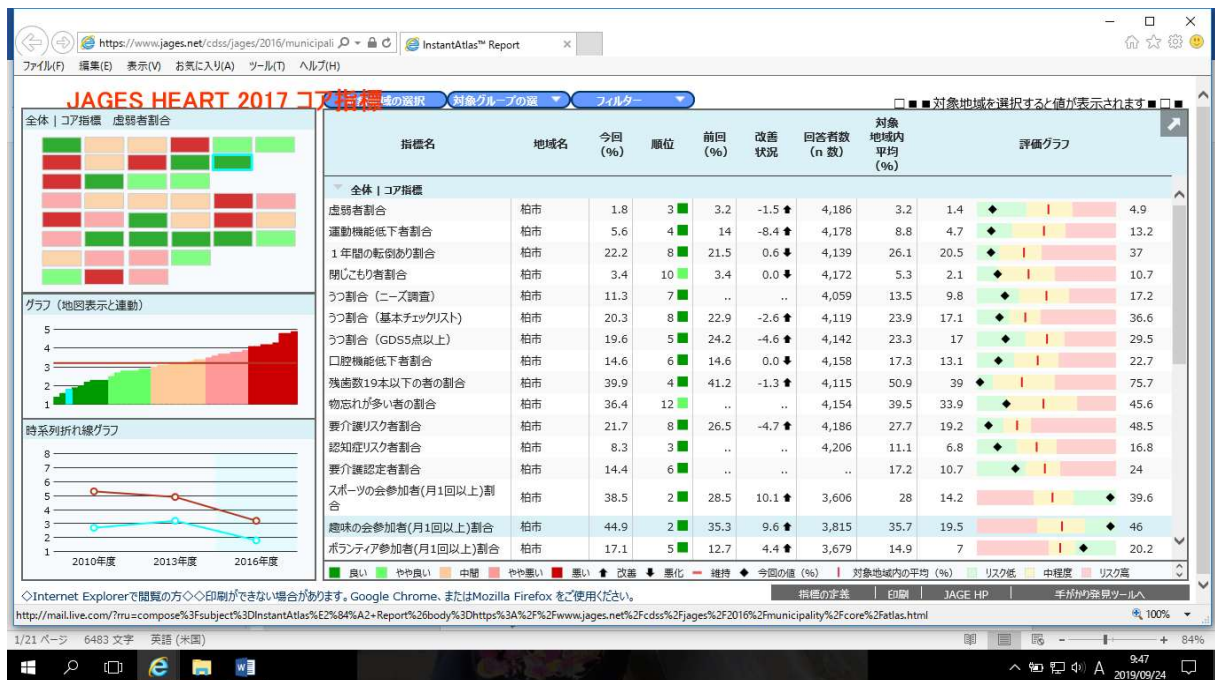 https://www.jages.net/cdss/jages/2016/municipali
InstantAtlas™ Report
ファイル(F) 編集(E) 表示(V) お気に入り(A) ツール(T) ヘルプ(H)
JAGES HEART 2017 コア指標
域の選択 対象グループの選 フィルター
□■■対象地域を選択すると値が表示されます■□■
全体 | コア指標 虚弱者割合
グラフ（地図表示と連動）
5
4
3
2
1
時系列折れ線グラフ
8
7
6
5
4
3
2
1
2010年度 2013年度 2016年度
指標名 地域名 今回(%) 順位 前回(%) 改善状況 回答者数(n 数) 対象地域内平均(%) 評価グラフ
全体 | コア指標
虚弱者割合 柏市 1.8 3 3.2 -1.5 4,186 3.2 1.4 4.9
運動機能低下者割合 柏市 5.6 4 14 -8.4 4,178 8.8 4.7 13.2
1年間の転倒あり割合 柏市 22.2 8 21.5 0.6 4,139 26.1 20.5 37
閉じこもり者割合 柏市 3.4 10 3.4 0.0 4,172 5.3 2.1 10.7
うつ割合（ニーズ調査） 柏市 11.3 7 .. .. 4,059 13.5 9.8 17.2
うつ割合（基本チェックリスト) 柏市 20.3 8 22.9 -2.6 4,119 23.9 17.1 36.6
うつ割合（GDS5点以上） 柏市 19.6 5 24.2 -4.6 4,142 23.3 17 29.5
口腔機能低下者割合 柏市 14.6 6 14.6 0.0 4,158 17.3 13.1 22.7
残歯数19本以下の者の割合 柏市 39.9 4 41.2 -1.3 4,115 50.9 39 75.7
物忘れが多い者の割合 柏市 36.4 12 .. .. 4,154 39.5 33.9 45.6
要介護リスク者割合 柏市 21.7 8 26.5 -4.7 4,186 27.7 19.2 48.5
認知症リスク者割合 柏市 8.3 3 .. .. 4,206 11.1 6.8 16.8
要介護認定者割合 柏市 14.4 6 .. .. .. 17.2 10.7 24
スポーツの会参加者(月1回以上)割合 柏市 38.5 2 28.5 10.1 3,606 28 14.2 39.6
趣味の会参加者(月1回以上)割合 柏市 44.9 2 35.3 9.6 3,815 35.7 19.5 46
ボランティア参加者(月1回以上)割合 柏市 17.1 5 12.7 4.4 3,679 14.9 7 20.2
良い やや良い 中間 やや悪い 悪い 改善 悪化 維持 今回の値（%） 対象地域内の平均（%） リスク低 中程度 リスク高
◇Internet Explorerで閲覧の方◇◇印刷ができない場合があります。Google Chrome、またはMozilla Firefox をご使用ください。
指標の定義 印刷 JAGES HP 手がかり発見ツールへ
http://mail.live.com/?rru=compose%3Fsubject%3DInstantAtlas%E2%84%A2+Report%26body%3Dhttps%3A%2F%2Fwww.jages.net%2Fcdss%2Fjages%2F2016%2Fmunicipality%2Fcore%2Fatlas.html
100%
1/21 ページ 6483 文字 英語 (米国)
84%
A
9:47
2019/09/24